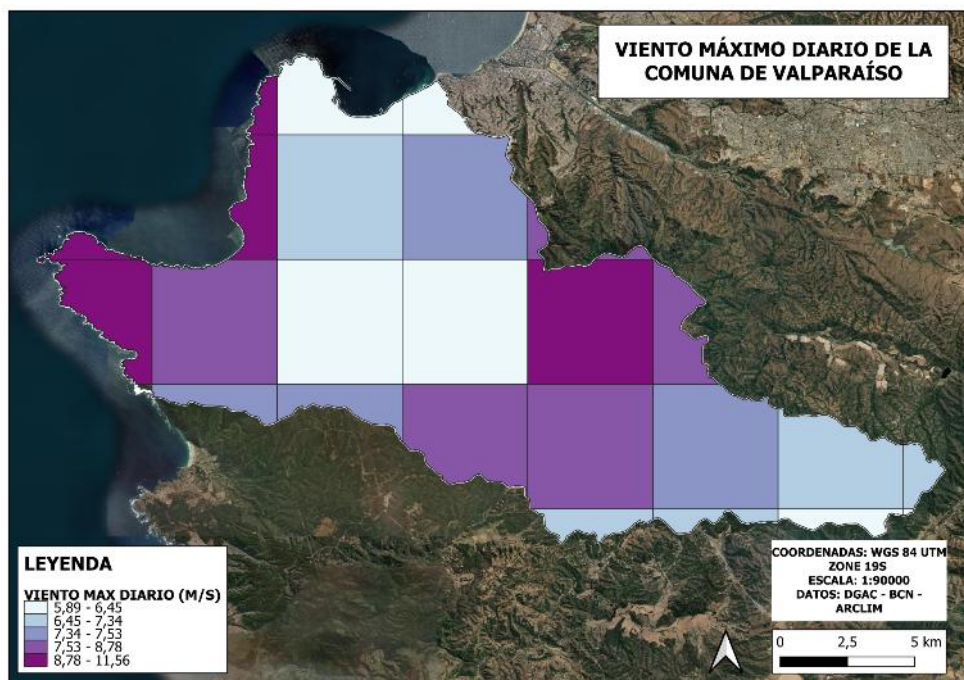 VIENTO MÁXIMO DIARIO DE LA
COMUNA DE VALPARAÍSO
LEYENDA
VIENTO MAX DIARIO (M/S)
5,89 - 6,45
6,45 - 7,34
7,34 - 7,53
7,53 - 8,78
8,78 - 11,56
COORDENADAS: WGS 84 UTM
ZONE 19S
ESCALA: 1:90000
DATOS: DGAC - BCN -
ARCLIM
0 2,5 5 km